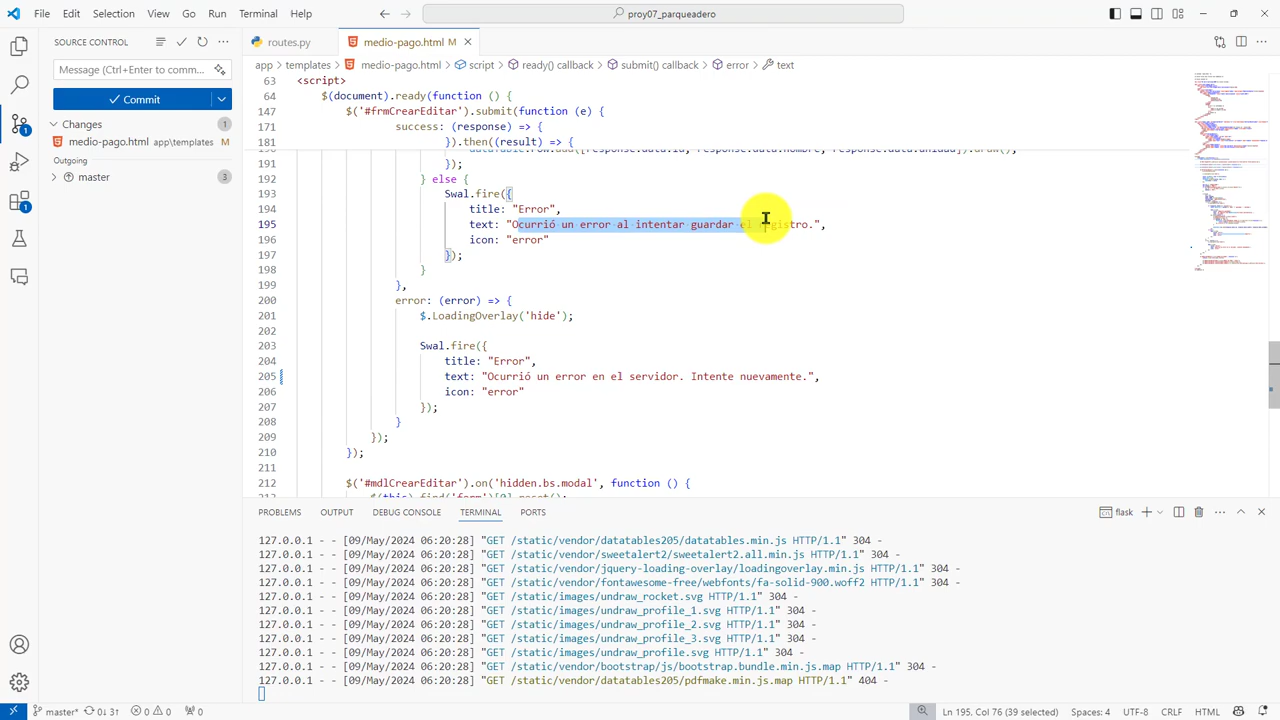 File Edit Selection View Go Run Terminal Help
proy07_parqueadero
SOURCE CONTROL
routes.py
medio-pago.html M
app > templates > medio-pago.html > script > ready() callback > submit() callback > error > text
Message (Ctrl+Enter to comm...
Commit
Changes 1
medio-pago.html app\templates M
Outgoing
master
63 <script>
64 ready(function
67
171 success: (response) => {
181
191 });
192 else
193 Swal.fire
194 title:
195 text: un error
196 icon:
197 });
198
199 },
200 error: (error) => {
201 $.LoadingOverlay('hide');
202
203 Swal.fire({
204 title: "Error",
205 text: "Ocurrió un error en el servidor. Intente nuevamente.",
206 icon: "error"
207 });
208 }
209 });
210 });
211
212 $('#mdlCrearEditar').on('hidden.bs.modal', function () {
PROBLEMS OUTPUT DEBUG CONSOLE TERMINAL PORTS
flask
127.0.0.1 - - [09/May/2024 06:20:28] "GET /static/vendor/datatables205/datatables.min.js HTTP/1.1" 304 -
127.0.0.1 - - [09/May/2024 06:20:28] "GET /static/vendor/sweetalert2/sweetalert2.all.min.js HTTP/1.1" 304 -
127.0.0.1 - - [09/May/2024 06:20:28] "GET /static/vendor/jquery-loading-overlay/loadingoverlay.min.js HTTP/1.1" 304 -
127.0.0.1 - - [09/May/2024 06:20:28] "GET /static/vendor/fontawesome-free/webfonts/fa-solid-900.woff2 HTTP/1.1" 304 -
127.0.0.1 - - [09/May/2024 06:20:28] "GET /static/images/undraw_rocket.svg HTTP/1.1" 304 -
127.0.0.1 - - [09/May/2024 06:20:28] "GET /static/images/undraw_profile_1.svg HTTP/1.1" 304 -
127.0.0.1 - - [09/May/2024 06:20:28] "GET /static/images/undraw_profile_2.svg HTTP/1.1" 304 -
127.0.0.1 - - [09/May/2024 06:20:28] "GET /static/images/undraw_profile_3.svg HTTP/1.1" 304 -
127.0.0.1 - - [09/May/2024 06:20:28] "GET /static/images/undraw_profile.svg HTTP/1.1" 304 -
127.0.0.1 - - [09/May/2024 06:20:28] "GET /static/vendor/bootstrap/js/bootstrap.bundle.min.js.map HTTP/1.1" 304 -
127.0.0.1 - - [09/May/2024 06:20:28] "GET /static/vendor/datatables205/pdfmake.min.js.map HTTP/1.1" 404 -
master* 0↓ 3↑ 0 0 0 Ln 195, Col 76 (39 selected) Spaces: 4 UTF-8 CRLF HTML